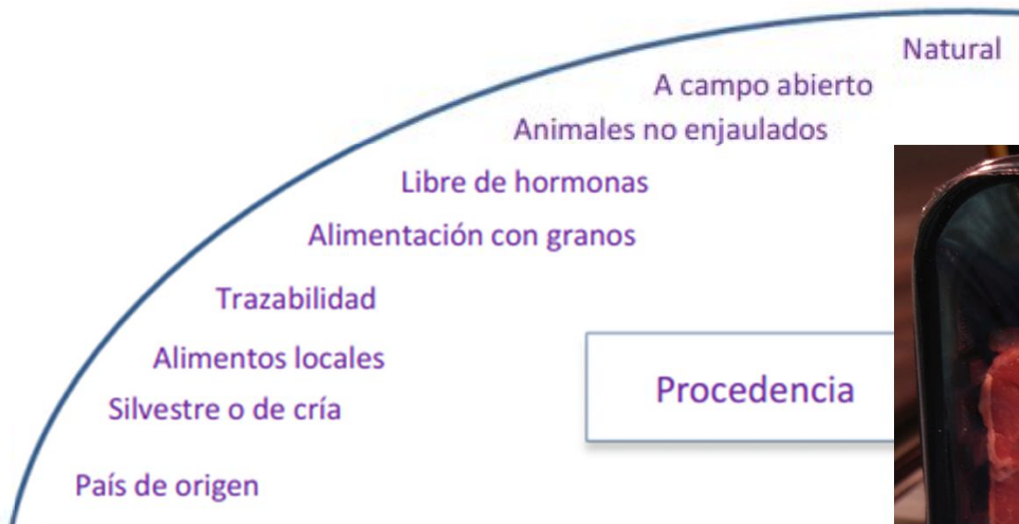 Natural
A campo abierto
Animales no enjaulados
Libre de hormonas
Alimentación con granos
Trazabilidad
Alimentos locales
Procedencia
Silvestre o de cría
País de origen